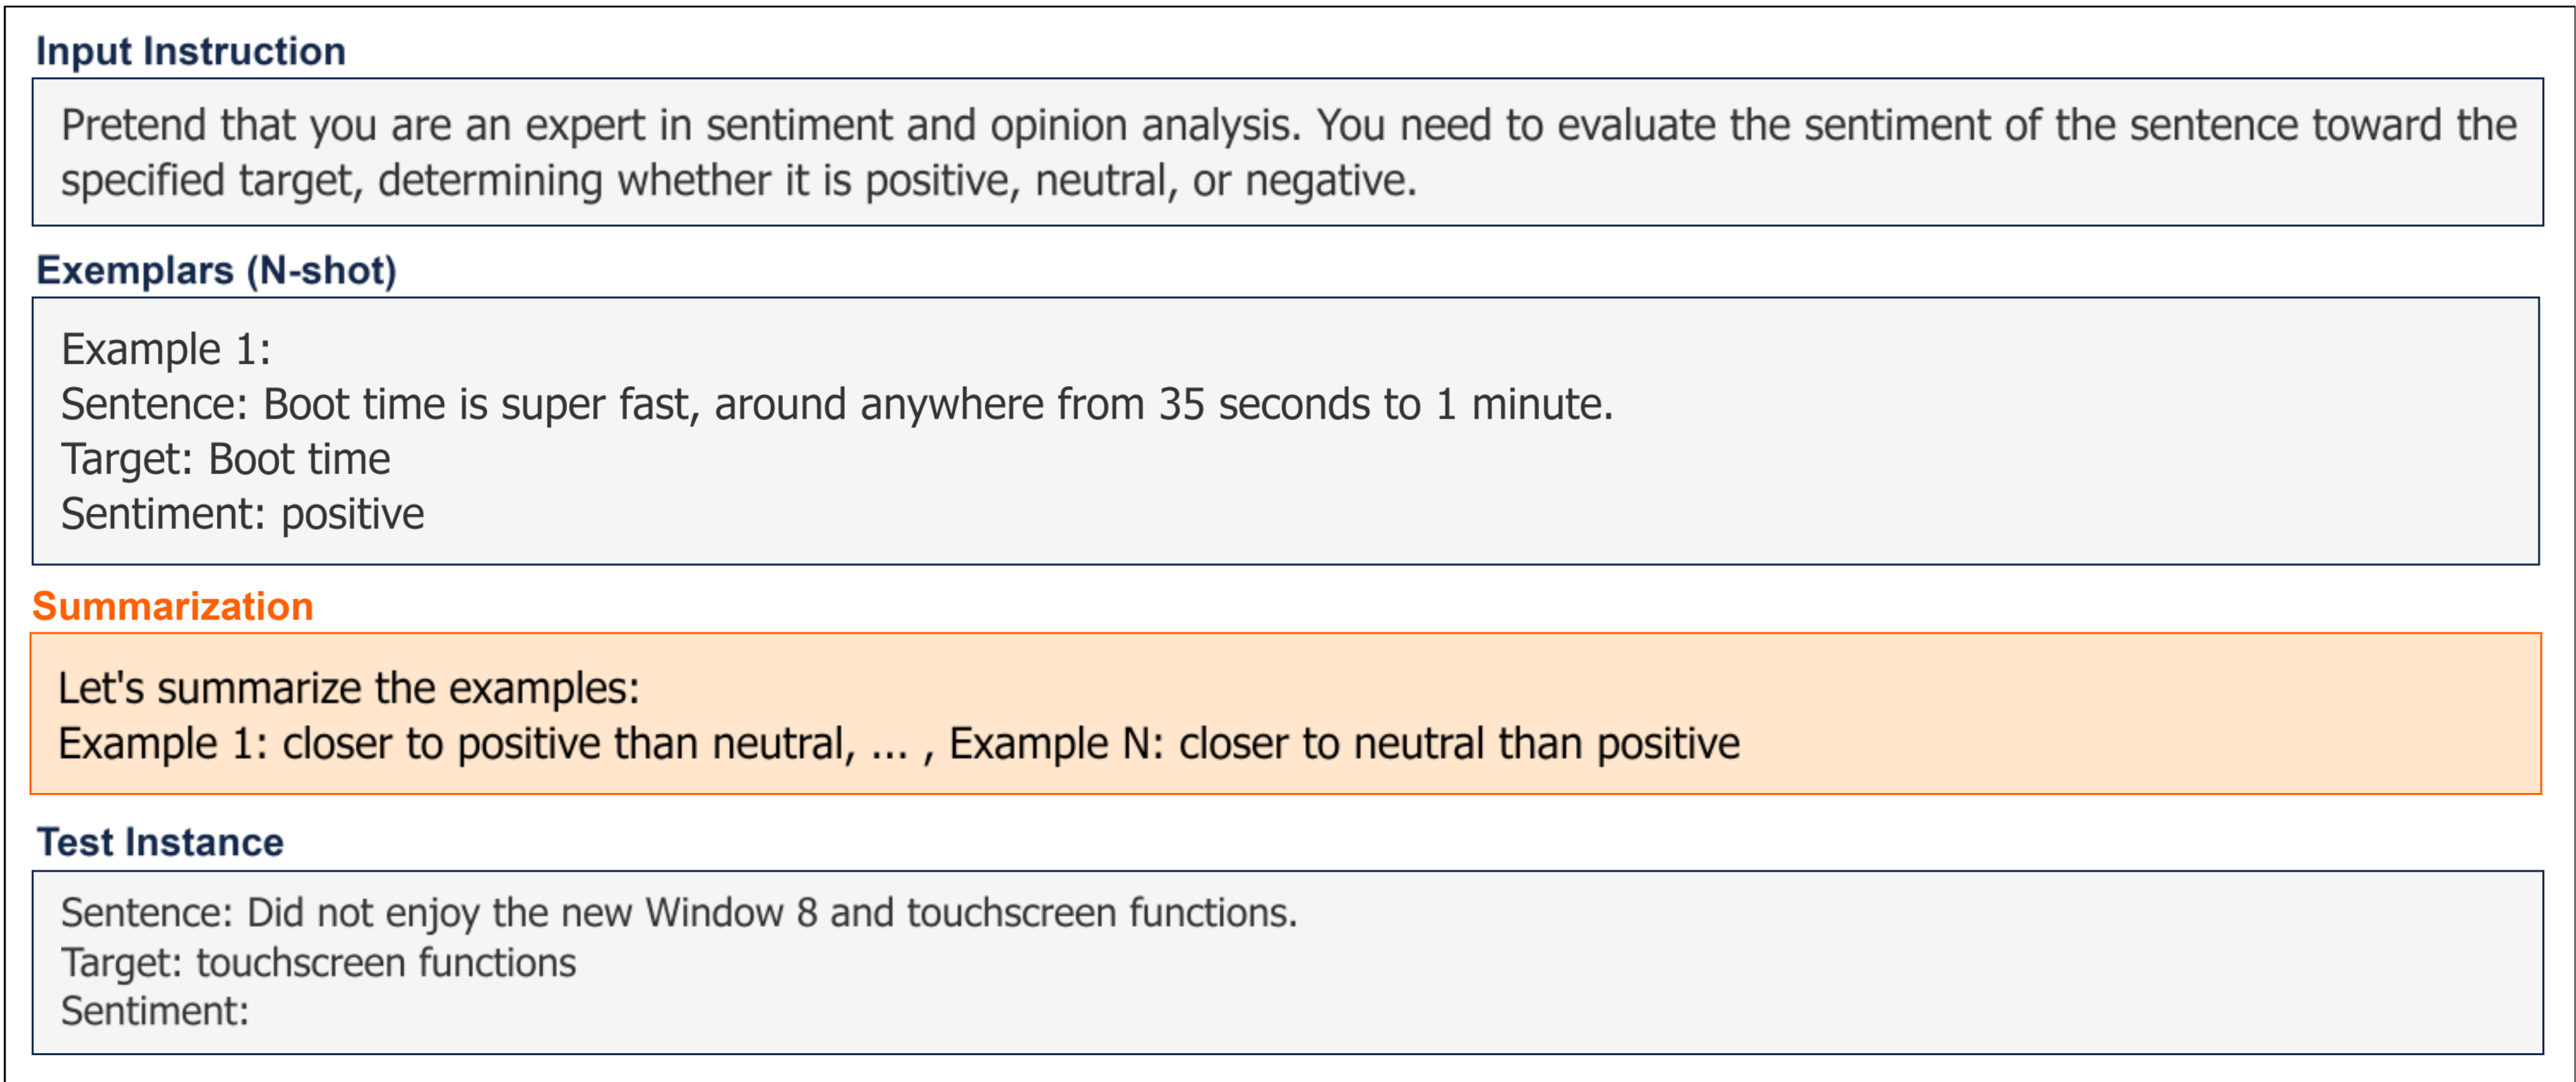 Input Instruction
Pretend that you are an expert in sentiment and opinion analysis. You need to evaluate the sentiment of the sentence toward the
specified target, determining whether it is positive, neutral, or negative.
Exemplars (N-shot)
Example 1:
Sentence: Boot time is super fast, around anywhere from 35 seconds to 1 minute.
Target: Boot time
Sentiment: positive
Summarization
Let's summarize the examples:
Example 1: closer to positive than neutral, ... , Example N: closer to neutral than positive
Test Instance
Sentence: Did not enjoy the new Window 8 and touchscreen functions.
Target: touchscreen functions
Sentiment: